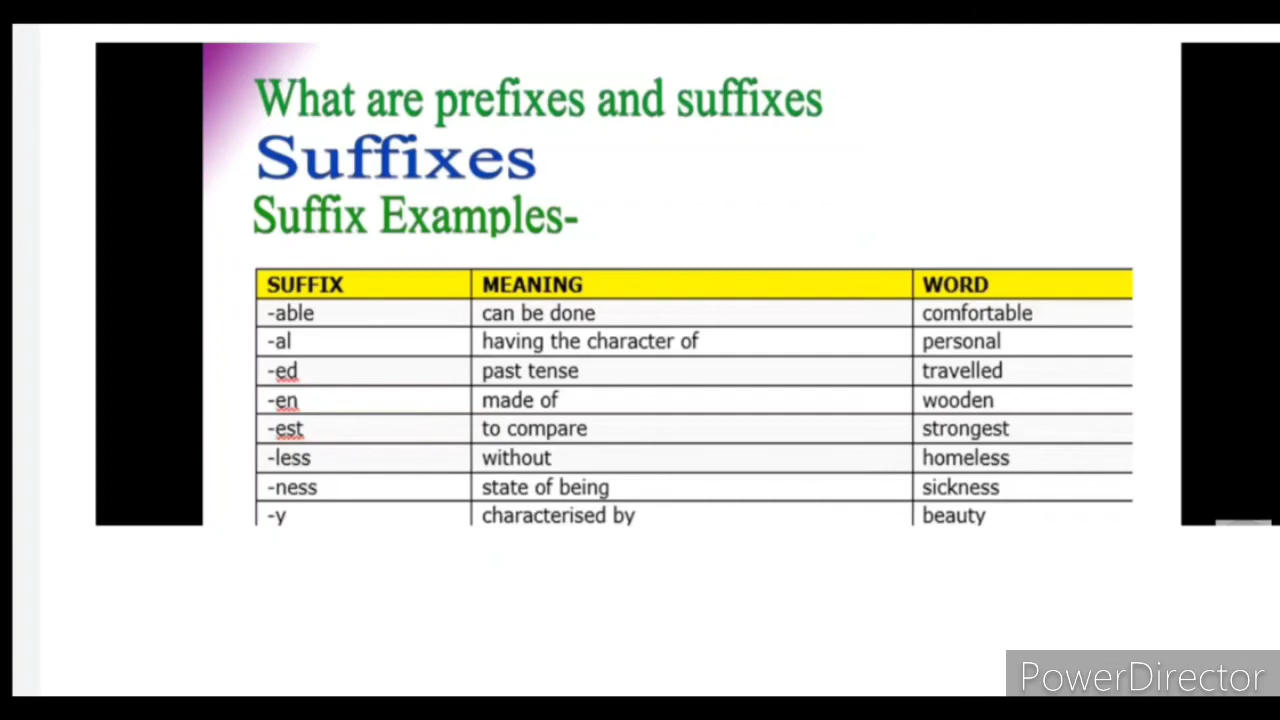 What are prefixes and suffixes
Suffixes
Suffix Examples-
SUFFIX MEANING WORD
-able can be done comfortable
-al having the character of personal
-ed past tense travelled
-en made of wooden
-est to compare strongest
-less without homeless
-ness state of being sickness
-y characterised by beauty
PowerDirector